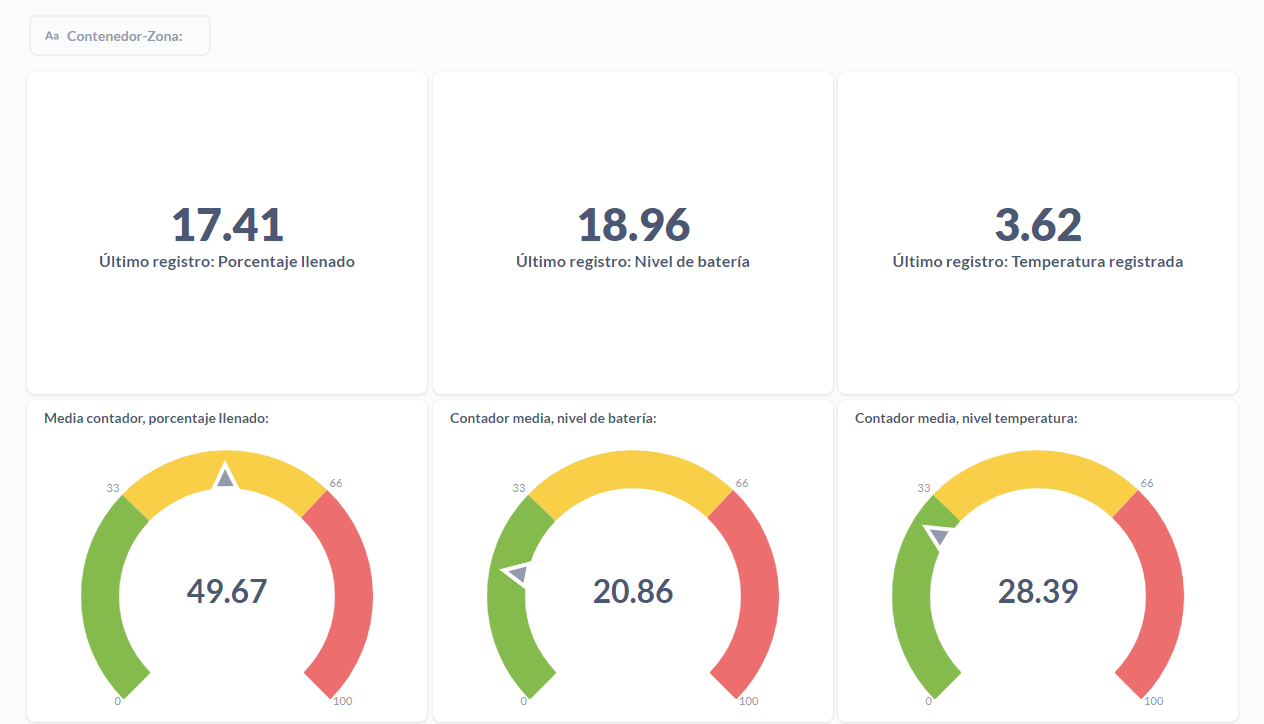 Aa Contenedor-Zona:
17.41
Último registro: Porcentaje llenado
18.96
Último registro: Nivel de batería
3.62
Último registro: Temperatura registrada
Media contador, porcentaje llenado:
33
66
49.67
0
100
Contador media, nivel de batería:
33
66
20.86
0
100
Contador media, nivel temperatura:
33
66
28.39
0
100